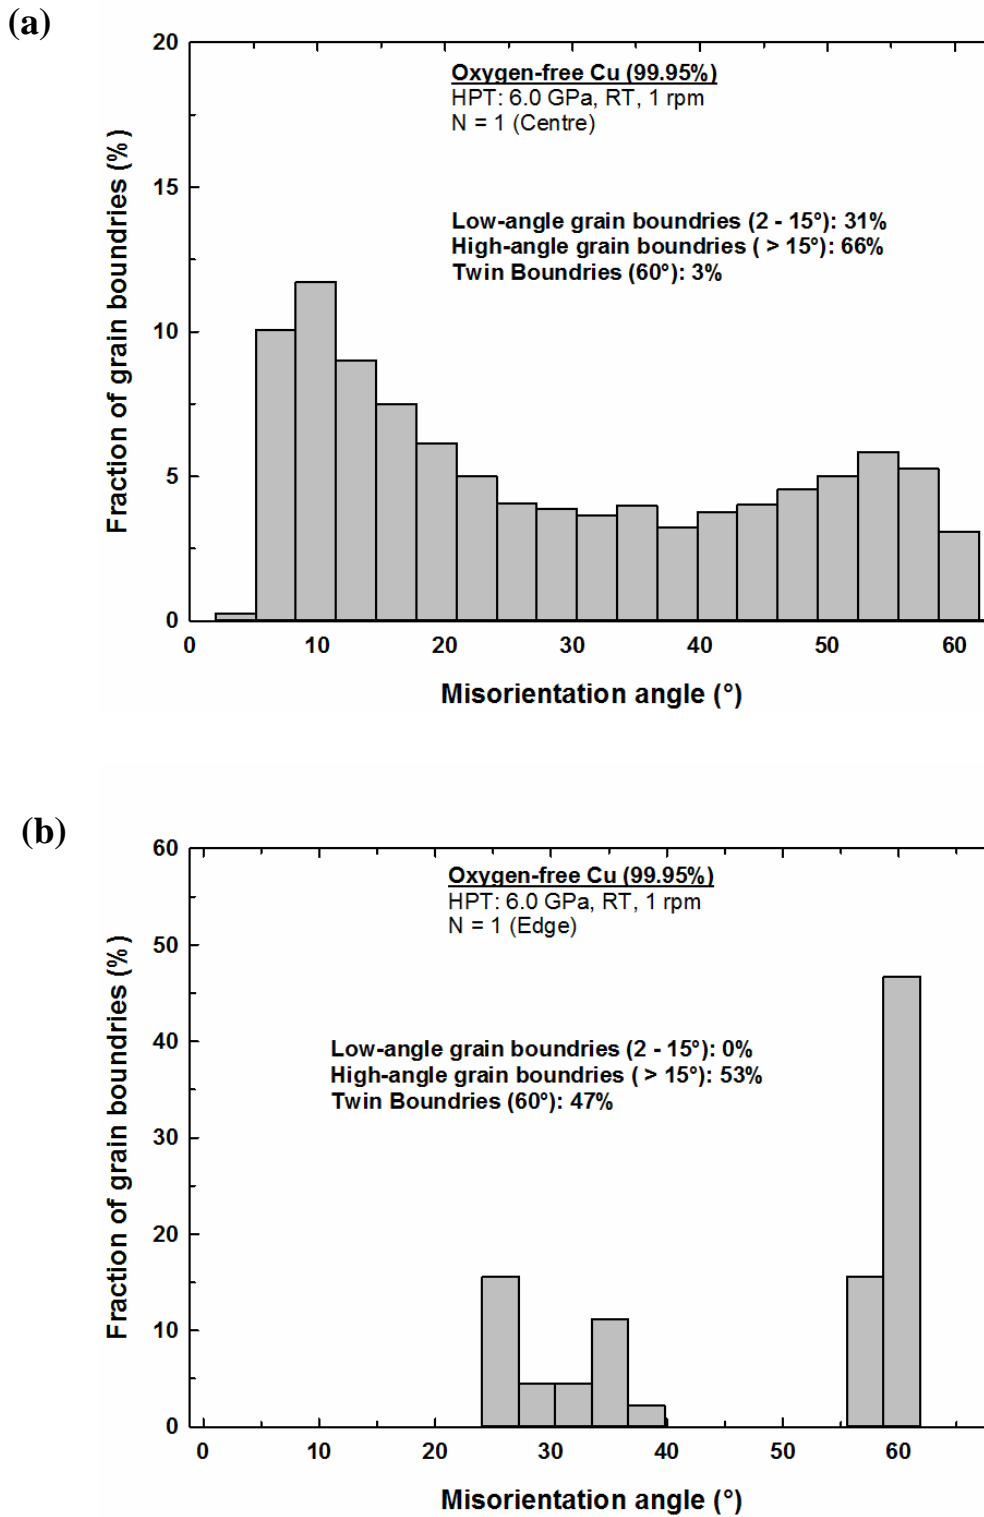 (a)
20
15
10
5
0
Fraction of grain boundries (%)
Oxygen-free Cu (99.95%)
HPT: 6.0 GPa, RT, 1 rpm
N = 1 (Centre)
Low-angle grain boundries (2 - 15°): 31%
High-angle grain boundries ( > 15°): 66%
Twin Boundries (60°): 3%
0 10 20 30 40 50 60
Misorientation angle (°)
(b)
60
50
40
30
20
10
0
Fraction of grain boundries (%)
Oxygen-free Cu (99.95%)
HPT: 6.0 GPa, RT, 1 rpm
N = 1 (Edge)
Low-angle grain boundries (2 - 15°): 0%
High-angle grain boundries ( > 15°): 53%
Twin Boundries (60°): 47%
0 10 20 30 40 50 60
Misorientation angle (°)